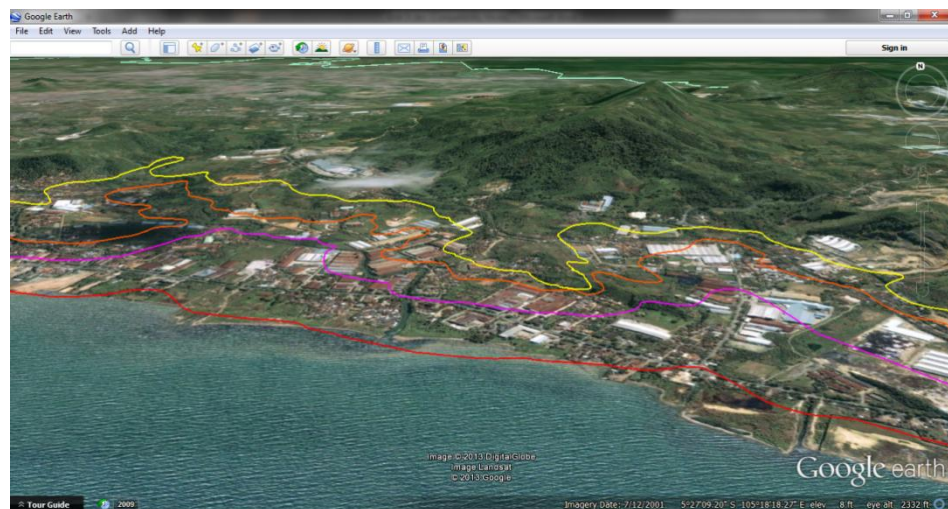 Google Earth
File Edit View Tools Add Help
Sign in
N
Image © 2013 DigitalGlobe
Image Landsat
© 2013 Google
Google earth
Tour Guide 2009 Imagery Date: 7/12/2001 5°27'09.20" S 105°18'18.27" E elev 8 ft eye alt 2332 ft